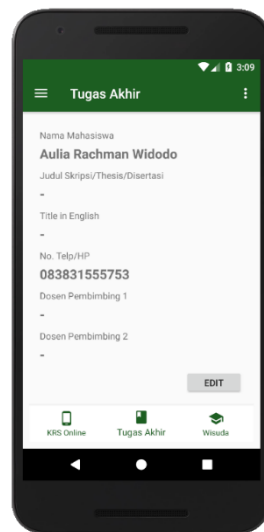 3:09
Tugas Akhir
Nama Mahasiswa
Aulia Rachman Widodo
Judul Skripsi/Thesis/Disertasi
-
Title in English
-
No. Telp/HP
083831555753
Dosen Pembimbing 1
-
Dosen Pembimbing 2
-
EDIT
KRS Online Tugas Akhir Wisuda